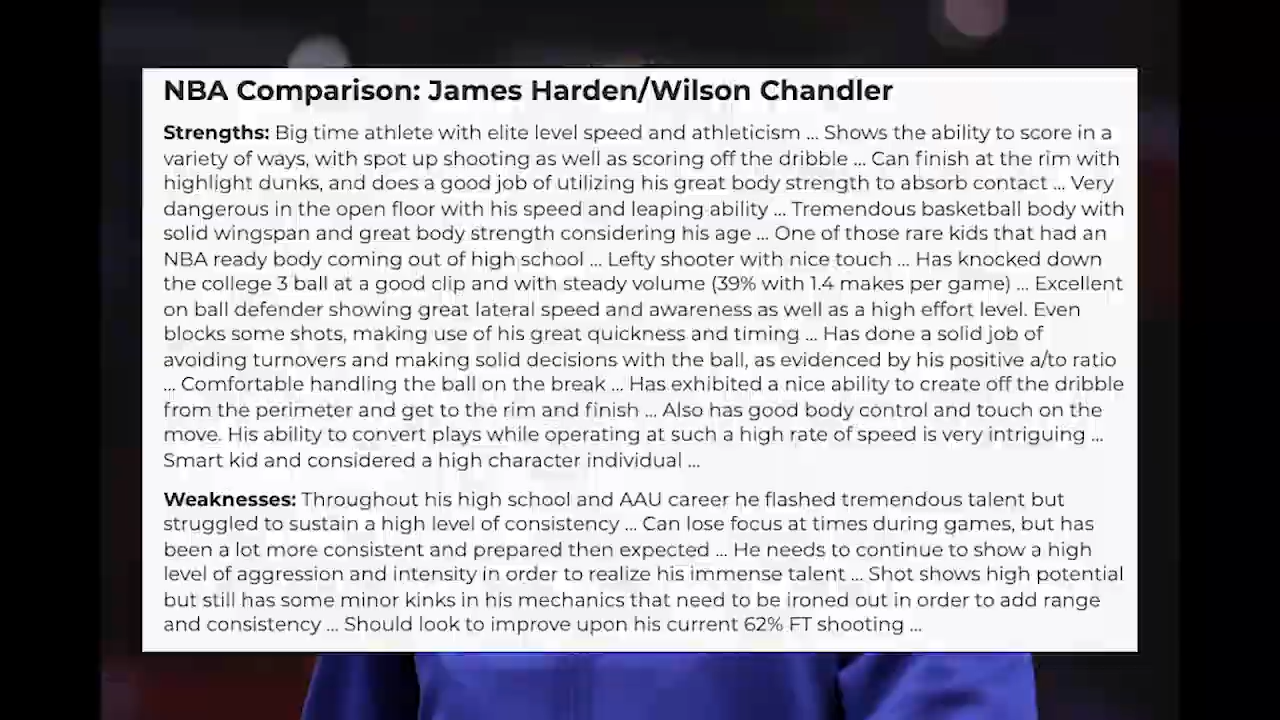 NBA Comparison: James Harden/Wilson Chandler
Strengths: Big time athlete with elite level speed and athleticism ... Shows the ability to score in a
variety of ways, with spot up shooting as well as scoring off the dribble ... Can finish at the rim with
highlight dunks, and does a good job of utilizing his great body strength to absorb contact ... Very
dangerous in the open floor with his speed and leaping ability ... Tremendous basketball body with
solid wingspan and great body strength considering his age ... One of those rare kids that had an
NBA ready body coming out of high school ... Lefty shooter with nice touch ... Has knocked down
the college 3 ball at a good clip and with steady volume (39% with 1.4 makes per game) ... Excellent
on ball defender showing great lateral speed and awareness as well as a high effort level. Even
blocks some shots, making use of his great quickness and timing ... Has done a solid job of
avoiding turnovers and making solid decisions with the ball, as evidenced by his positive a/to ratio
... Comfortable handling the ball on the break ... Has exhibited a nice ability to create off the dribble
from the perimeter and get to the rim and finish ... Also has good body control and touch on the
move. His ability to convert plays while operating at such a high rate of speed is very intriguing ...
Smart kid and considered a high character individual ...
Weaknesses: Throughout his high school and AAU career he flashed tremendous talent but
struggled to sustain a high level of consistency ... Can lose focus at times during games, but has
been a lot more consistent and prepared then expected ... He needs to continue to show a high
level of aggression and intensity in order to realize his immense talent ... Shot shows high potential
but still has some minor kinks in his mechanics that need to be ironed out in order to add range
and consistency ... Should look to improve upon his current 62% FT shooting ...